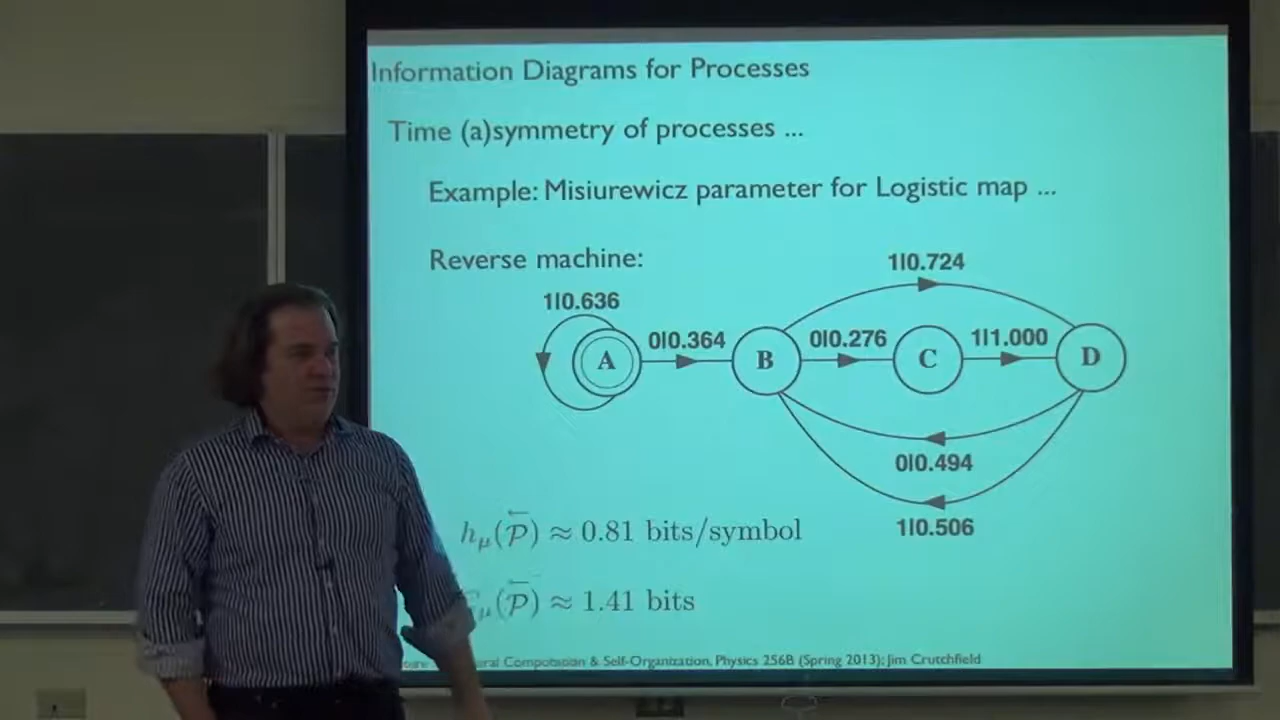 Information Diagrams for Processes
Time (a)symmetry of processes ...
Example: Misiurewicz parameter for Logistic map ...
Reverse machine:
1|0.724
1|0.636
0|0.364
0|0.276
1|1.000
A
B
C
D
0|0.494
1|0.506
hμ(←P) ≈ 0.81 bits/symbol
μ(←P) ≈ 1.41 bits
Computation & Self-Organization, Physics 256B (Spring 2013); Jim Crutchfield